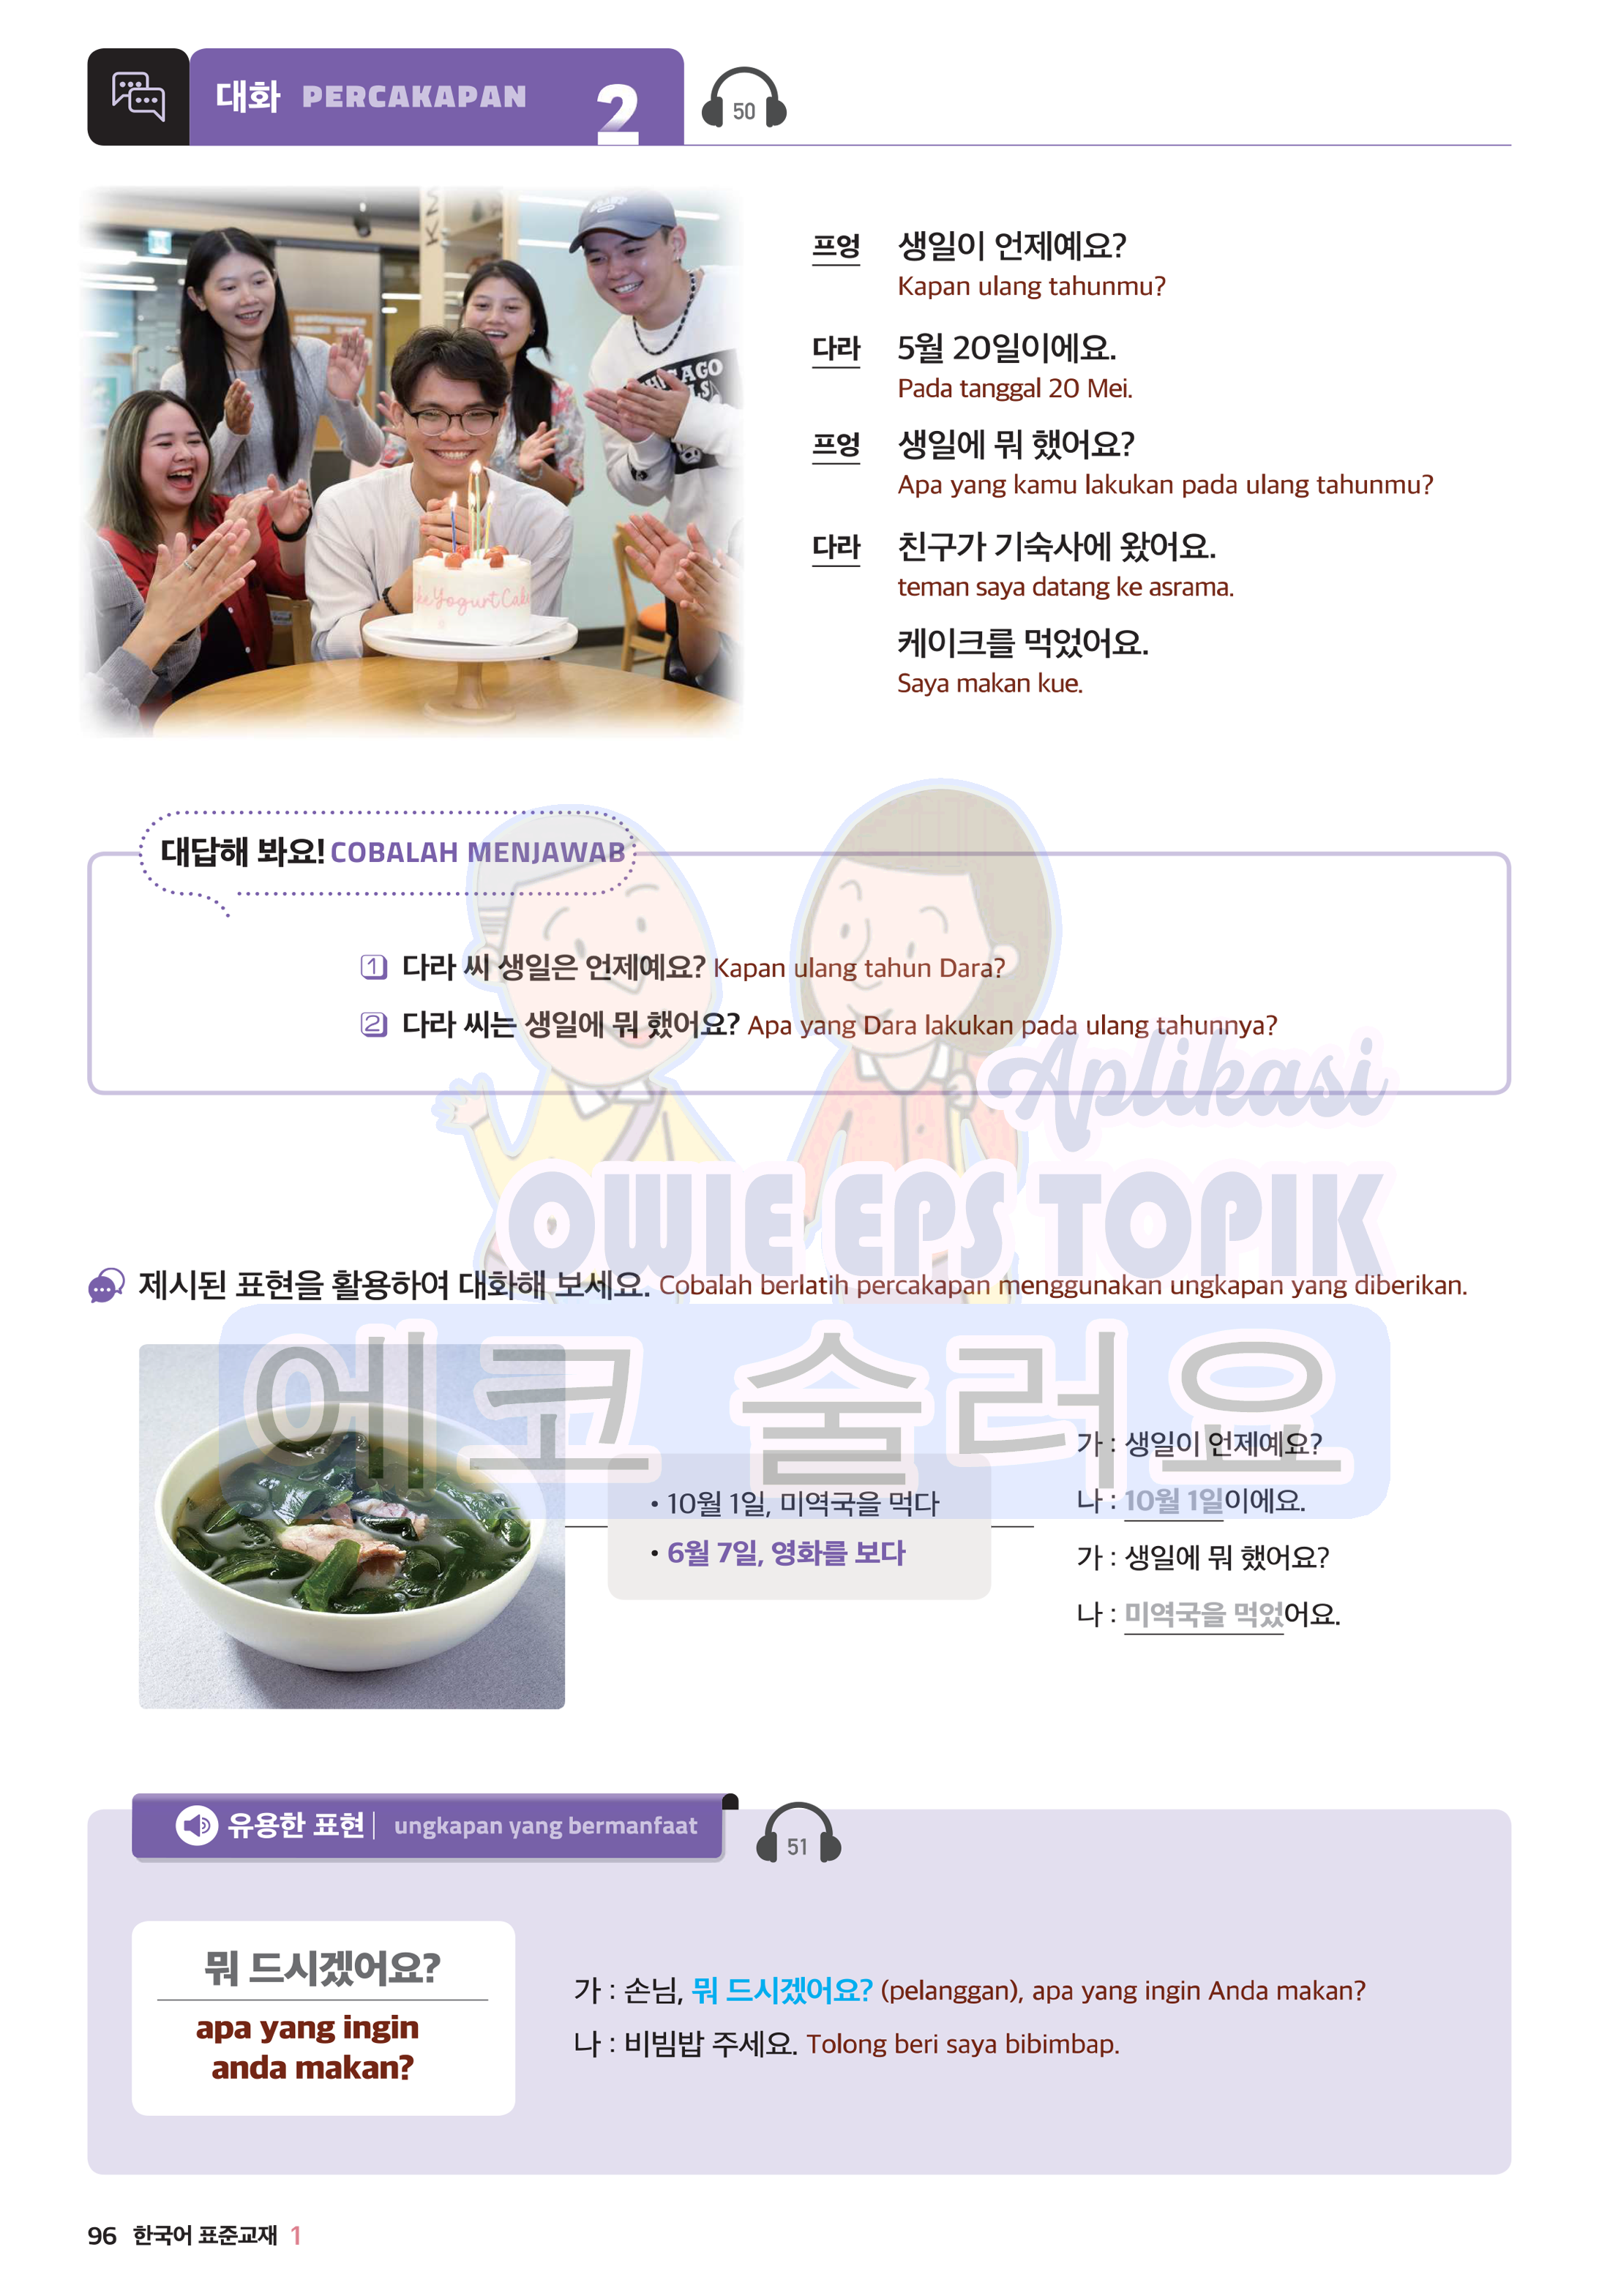 대화 PERCAKAPAN 2
50
프엉 생일이 언제예요?
Kapan ulang tahunmu?
다라 5월 20일이에요.
Pada tanggal 20 Mei.
프엉 생일에 뭐 했어요?
Apa yang kamu lakukan pada ulang tahunmu?
다라 친구가 기숙사에 왔어요.
teman saya datang ke asrama.
케이크를 먹었어요.
Saya makan kue.
대답해 봐요! COBALAH MENJAWAB
1 다라 씨 생일은 언제예요? Kapan ulang tahun Dara?
2 다라 씨는 생일에 뭐 했어요? Apa yang Dara lakukan pada ulang tahunnya?
Aplikasi
OWIE EPS TOPIK
제시된 표현을 활용하여 대화해 보세요. Cobalah berlatih percakapan menggunakan ungkapan yang diberikan.
에코 술러요
• 10월 1일, 미역국을 먹다
• 6월 7일, 영화를 보다
가 : 생일이 언제예요?
나 : 10월 1일이에요.
가 : 생일에 뭐 했어요?
나 : 미역국을 먹었어요.
유용한 표현 | ungkapan yang bermanfaat
51
뭐 드시겠어요?
apa yang ingin
anda makan?
가 : 손님, 뭐 드시겠어요? (pelanggan), apa yang ingin Anda makan?
나 : 비빔밥 주세요. Tolong beri saya bibimbap.
96 한국어 표준교재 1